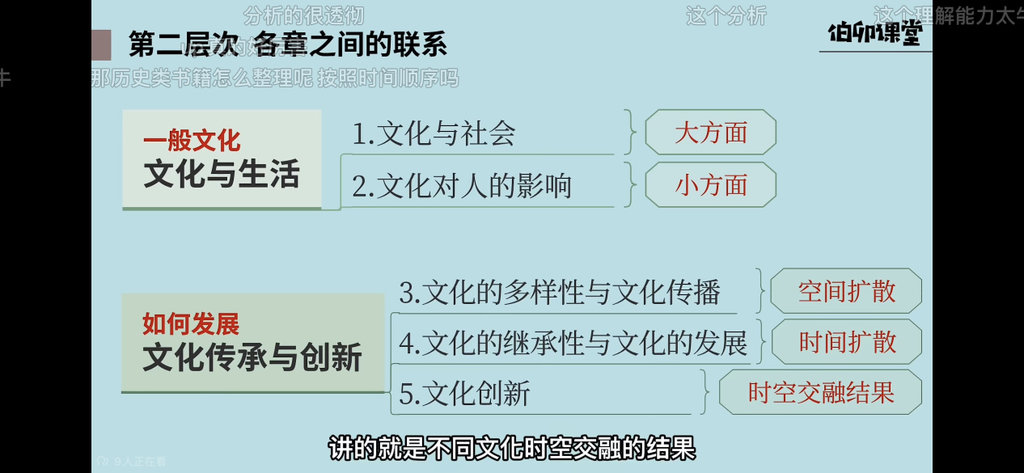 分析的很透彻
这个分析
这个理解能力太牛
第二层次 各章之间的联系
伯卯课堂
牛
那历史类书籍怎么整理呢 按照时间顺序吗
一般文化
文化与生活
1.文化与社会
大方面
2.文化对人的影响
小方面
如何发展
文化传承与创新
3.文化的多样性与文化传播
空间扩散
4.文化的继承性与文化的发展
时间扩散
5.文化创新
时空交融结果
讲的就是不同文化时空交融的结果
9人正在看